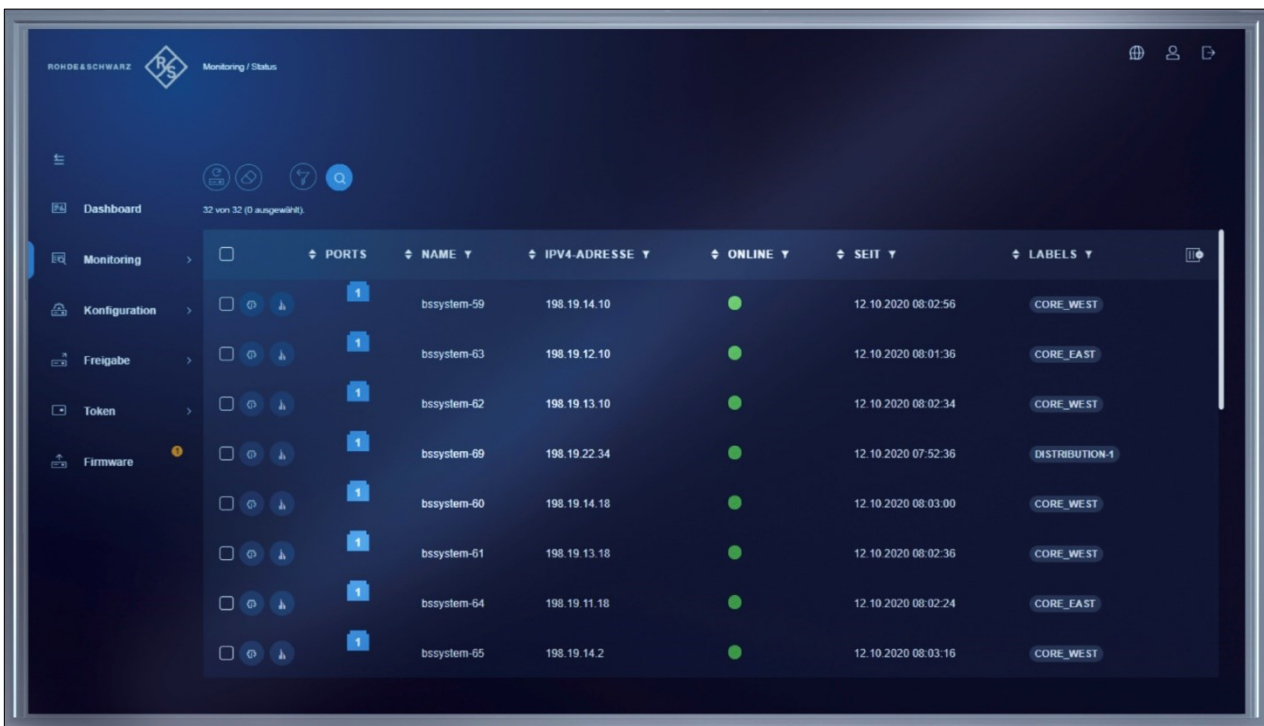 ROHDE&SCHWARZ R/S Monitoring / Status
32 von 32 (0 ausgewählt).
Dashboard
Monitoring
Konfiguration
Freigabe
Token
Firmware 1
PORTS NAME IPV4-ADRESSE ONLINE SEIT LABELS
1 bssystem-59 198.19.14.10 12.10.2020 08:02:56 CORE_WEST
1 bssystem-63 198.19.12.10 12.10.2020 08:01:36 CORE_EAST
1 bssystem-62 198.19.13.10 12.10.2020 08:02:34 CORE_WEST
1 bssystem-69 198.19.22.34 12.10.2020 07:52:36 DISTRIBUTION-1
1 bssystem-60 198.19.14.18 12.10.2020 08:03:00 CORE_WEST
1 bssystem-61 198.19.13.18 12.10.2020 08:02:36 CORE_WEST
1 bssystem-64 198.19.11.18 12.10.2020 08:02:24 CORE_EAST
1 bssystem-65 198.19.14.2 12.10.2020 08:03:16 CORE_WEST